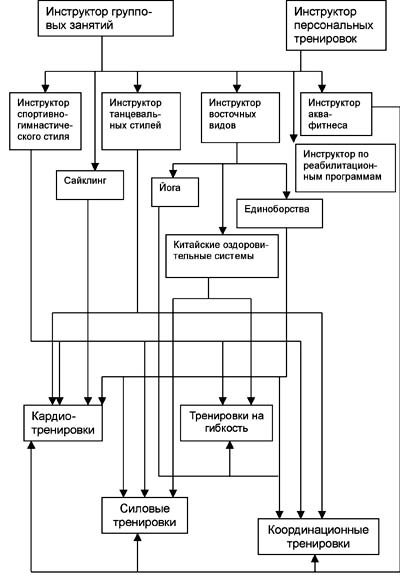 Инструктор группо-
вых занятий
Инструктор
персональных
тренировок
Инструктор
спортивно-
гимнастического
стиля
Инструктор
танцеваль-
ных стилей
Инструктор
восточных
видов
Инструктор
аква-
фитнеса
Инструктор по
реабилитацион-
ным программам
Сайклинг
Йога
Единоборства
Китайские оздорови-
тельные системы
Кардио-
тренировки
Тренировки на
гибкость
Силовые
тренировки
Координационные
тренировки